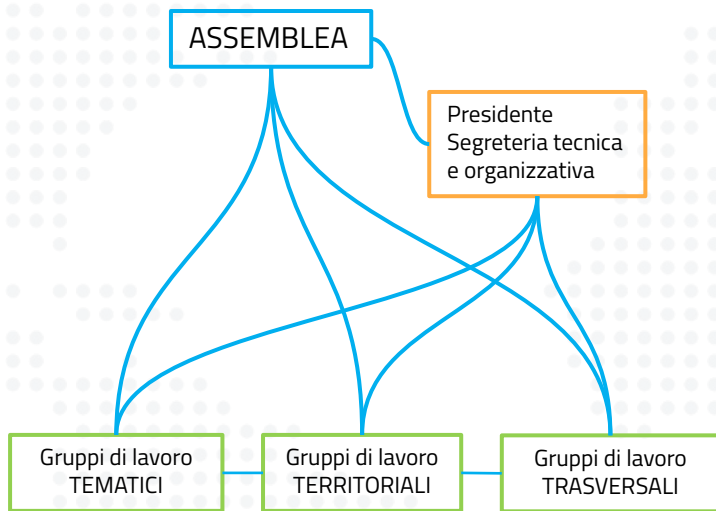 ASSEMBLEA
Presidente
Segreteria tecnica
e organizzativa
Gruppi di lavoro
TEMATICI
Gruppi di lavoro
TERRITORIALI
Gruppi di lavoro
TRASVERSALI